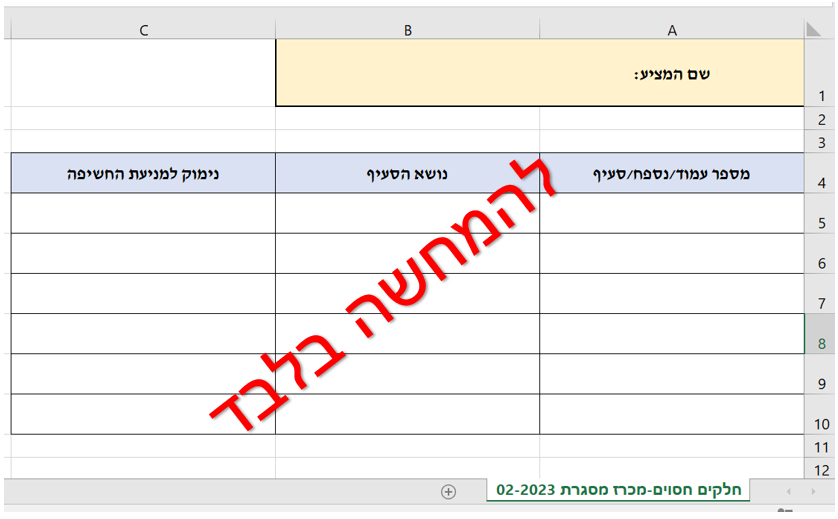 A B C
1 שם המציע:
2
3
4 מספר עמוד/נספח/סעיף נושא הסעיף נימוק למניעת החשיפה
5
6
7
8
9
10
11
12
להמחשה בלבד
חלקים חסוים-מכרז מסגרת 02-2023